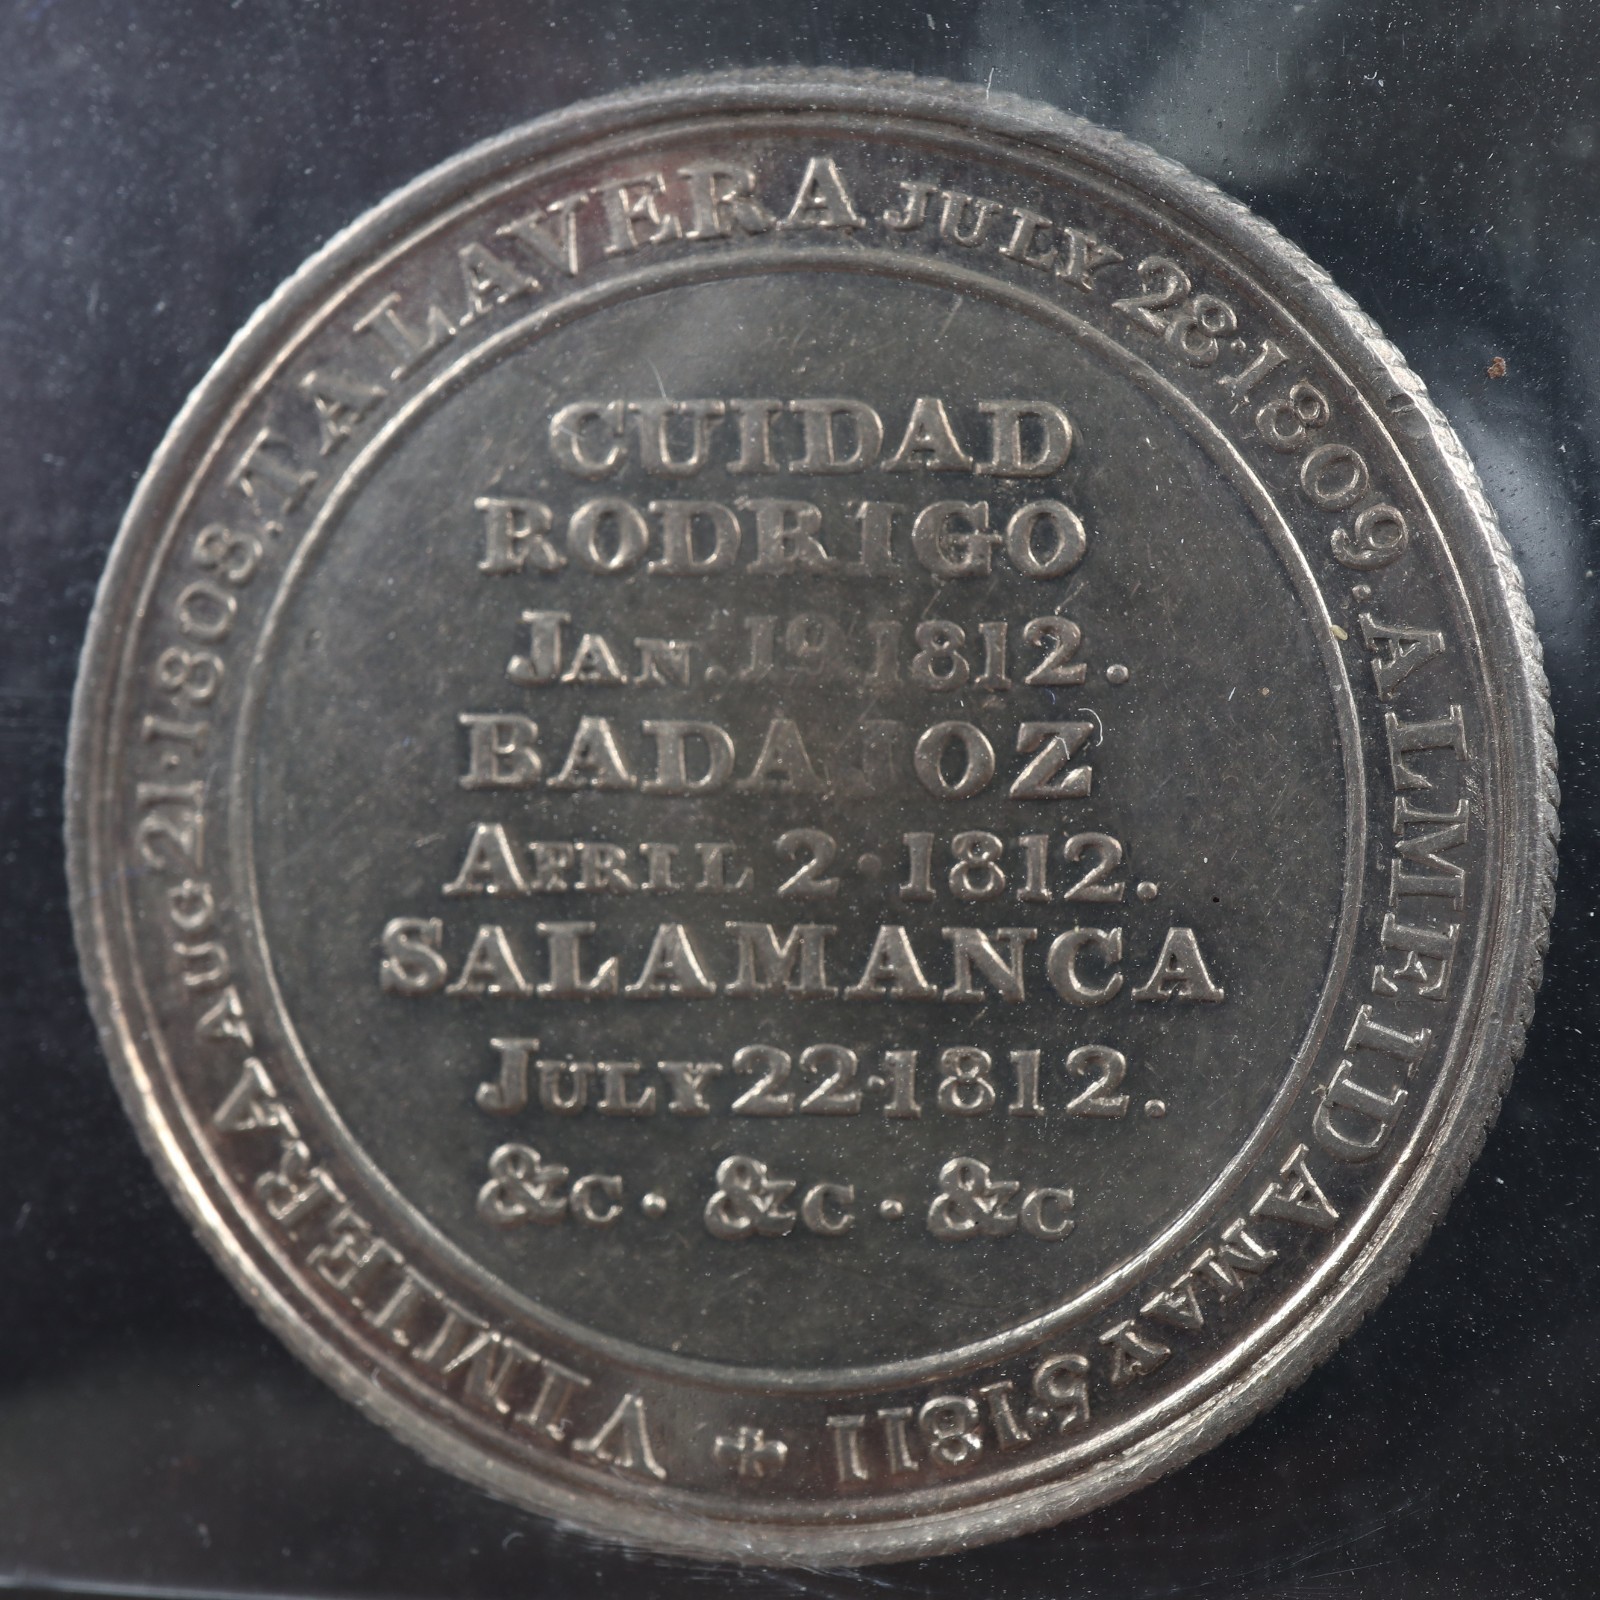 VIMIERA AUG 21·1808.TALAVERA JULY 28·1809.ALMEIDA MAY 5·1811
CUIDAD
RODRIGO
JAN. 19 1812.
BADAJOZ
APRIL 2·1812.
SALAMANCA
JULY 22·1812.
&C · &C · &C